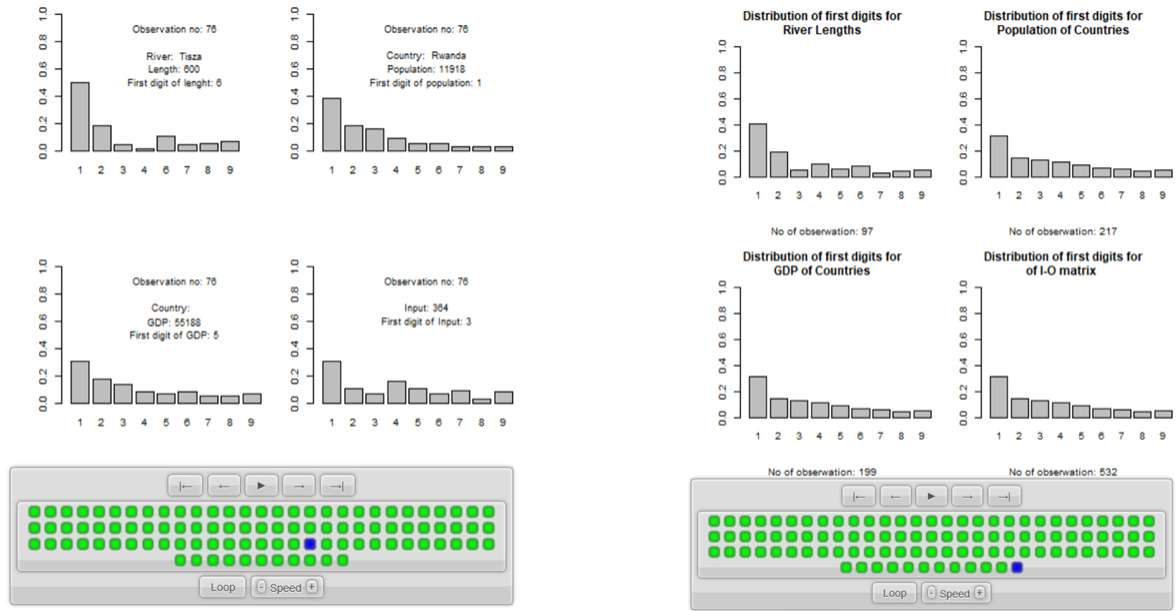 1.0
0.8
0.6
0.4
0.2
0.0
Observation no: 76
River: Tisza
Length: 600
First digit of lenght: 6
1 2 3 4 6 7 8 9
1.0
0.8
0.6
0.4
0.2
0.0
Observation no: 76
Country: Rwanda
Population: 11918
First digit of population: 1
1 2 3 4 5 6 7 8 9
1.0
0.8
0.6
0.4
0.2
0.0
Observation no: 76
Country:
GDP: 55188
First digit of GDP: 5
1 2 3 4 5 6 7 8 9
1.0
0.8
0.6
0.4
0.2
0.0
Observation no: 76
Input: 364
First digit of Input: 3
1 2 3 4 5 6 7 8 9
Loop
- Speed +
Distribution of first digits for
River Lengths
1.0
0.8
0.6
0.4
0.2
0.0
1 2 3 4 5 6 7 8 9
No of observation: 97
Distribution of first digits for
Population of Countries
1.0
0.8
0.6
0.4
0.2
0.0
1 2 3 4 5 6 7 8 9
No of observation: 217
Distribution of first digits for
GDP of Countries
1.0
0.8
0.6
0.4
0.2
0.0
1 2 3 4 5 6 7 8 9
No of observation: 199
Distribution of first digits for
of I-O matrix
1.0
0.8
0.6
0.4
0.2
0.0
1 2 3 4 5 6 7 8 9
No of observation: 532
Loop
- Speed +